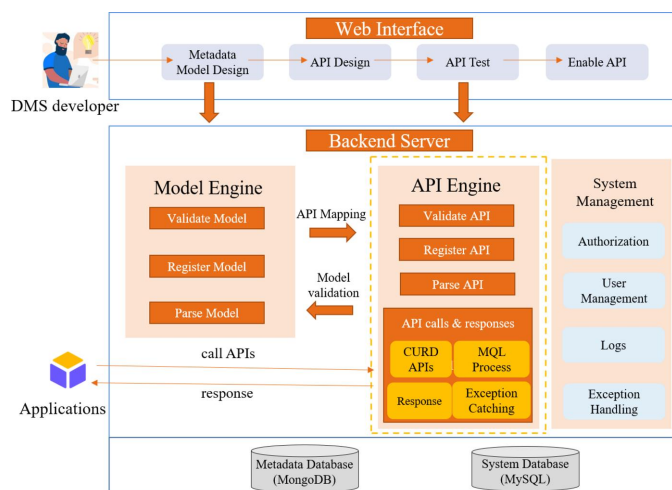 Web Interface
Metadata
Model Design
API Design
API Test
Enable API
DMS developer
Backend Server
Model Engine
Validate Model
Register Model
Parse Model
API Mapping
Model
validation
API Engine
Validate API
Register API
Parse API
API calls & responses
CURD
APIs
MQL
Process
Response
Exception
Catching
System
Management
Authorization
User
Management
Logs
Exception
Handling
call APIs
response
Applications
Metadata Database
(MongoDB)
System Database
(MySQL)